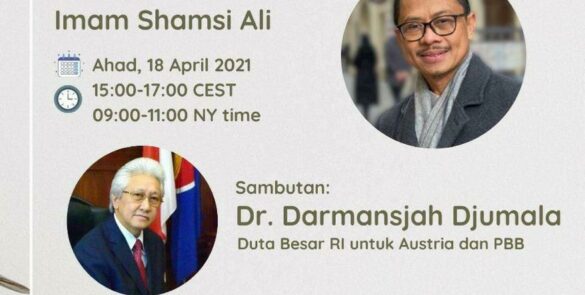 Imam Shamsi Ali
Ahad, 18 April 2021
15:00-17:00 CEST
09:00-11:00 NY time
Sambutan:
Dr. Darmansjah Djumala
Duta Besar RI untuk Austria dan PBB